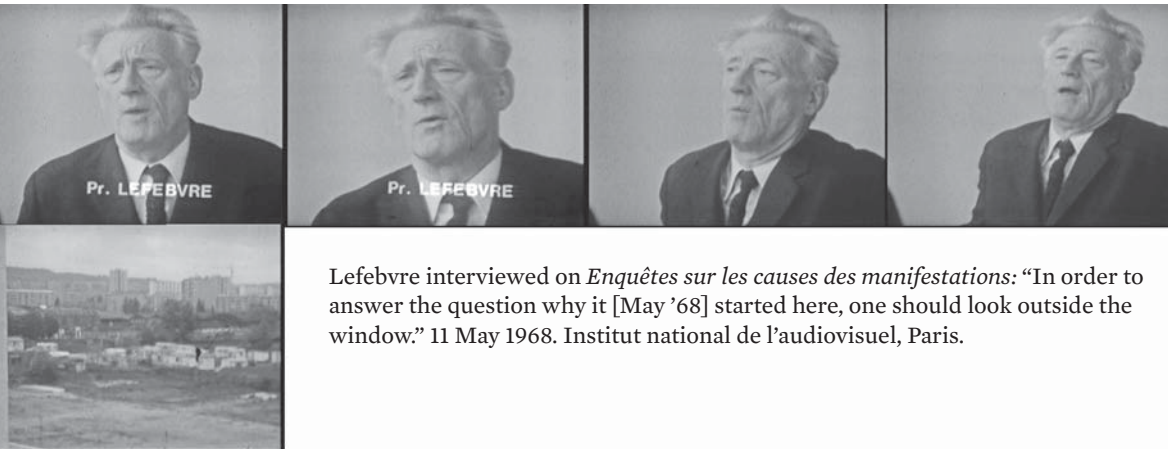 Pr. LEFEBVRE
Pr. LEFEBVRE
Lefebvre interviewed on Enquêtes sur les causes des manifestations: “In order to
answer the question why it [May ’68] started here, one should look outside the
window.” 11 May 1968. Institut national de l’audiovisuel, Paris.